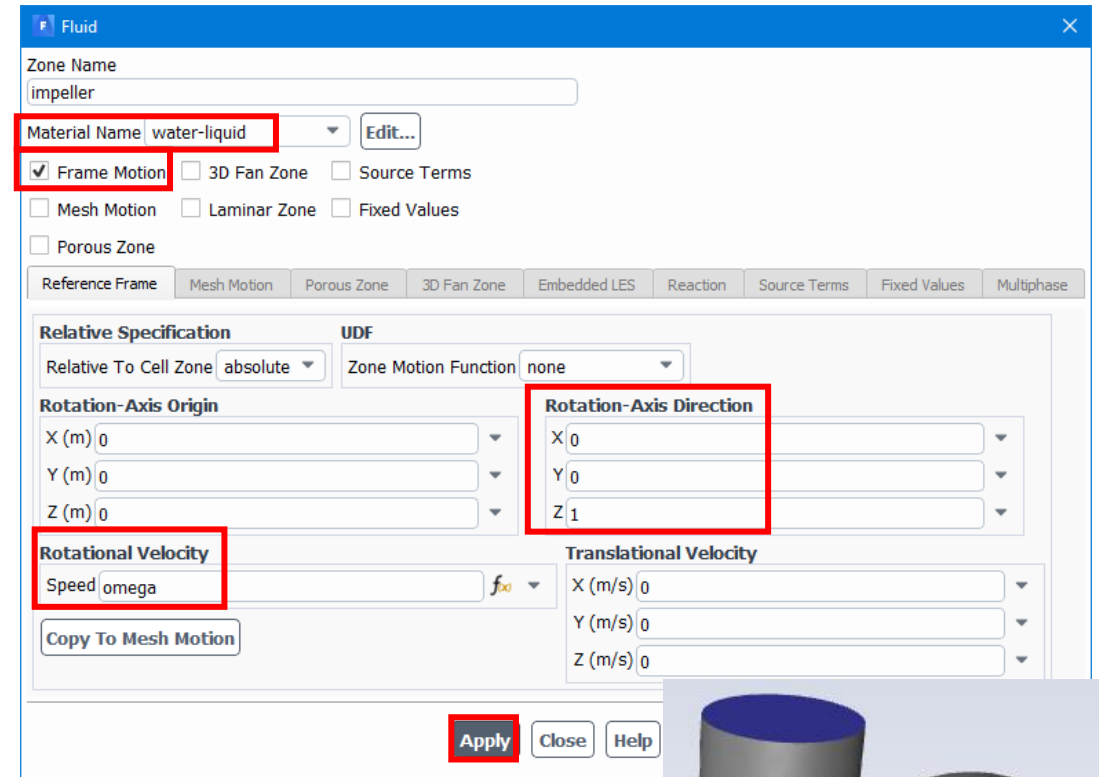 Fluid
Zone Name
impeller
Material Name water-liquid Edit...
Frame Motion 3D Fan Zone Source Terms
Mesh Motion Laminar Zone Fixed Values
Porous Zone
Reference Frame Mesh Motion Porous Zone 3D Fan Zone Embedded LES Reaction Source Terms Fixed Values Multiphase
Relative Specification UDF
Relative To Cell Zone absolute Zone Motion Function none
Rotation-Axis Origin Rotation-Axis Direction
X (m) 0 X 0
Y (m) 0 Y 0
Z (m) 0 Z 1
Rotational Velocity Translational Velocity
Speed omega f(x) X (m/s) 0
Y (m/s) 0
Copy To Mesh Motion
Z (m/s) 0
Apply Close Help